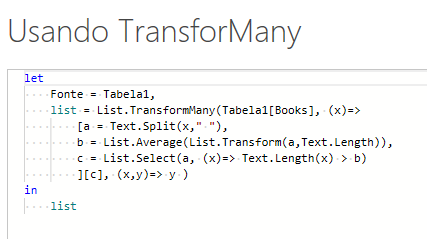 Usando TransforMany
let
    Fonte = Tabela1,
    list = List.TransformMany(Tabela1[Books], (x)=>
        [a = Text.Split(x," "),
        b = List.Average(List.Transform(a,Text.Length)),
        c = List.Select(a, (x)=> Text.Length(x) > b)
        ][c], (x,y)=> y )
in
    list